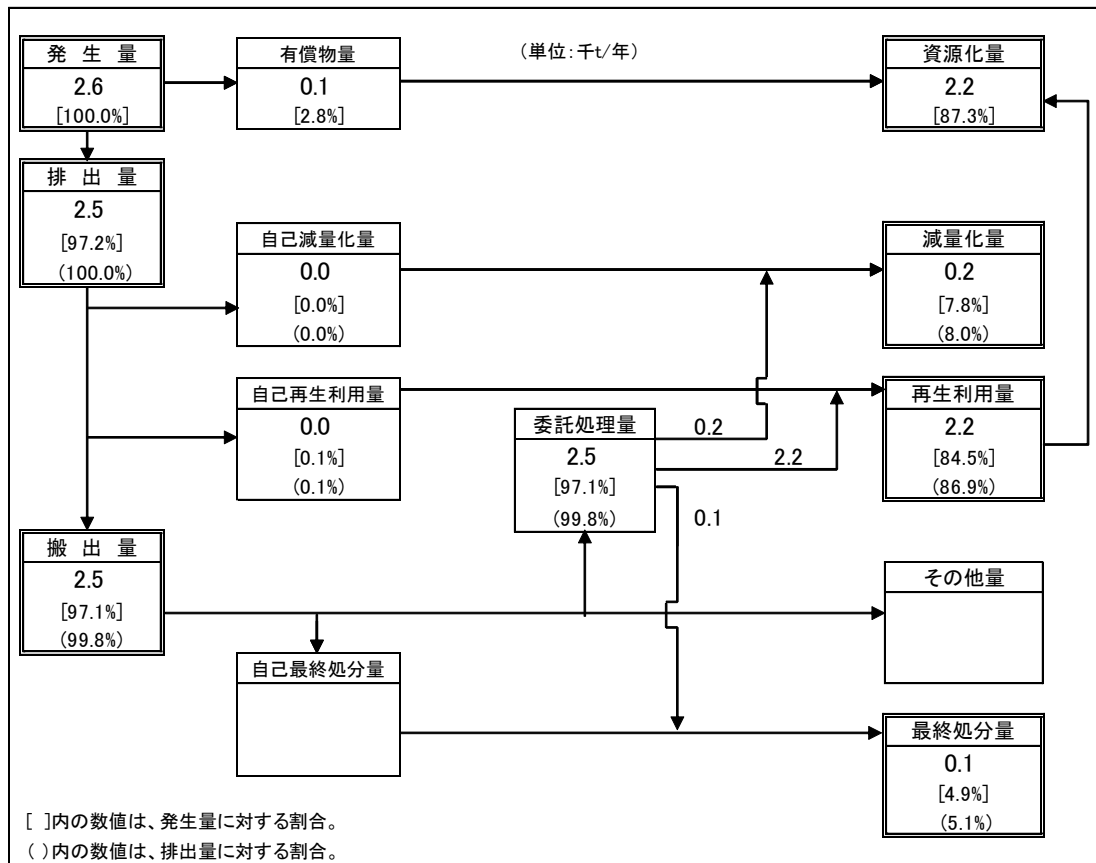 発生量
2.6
[100.0%]
有償物量
0.1
[2.8%]
(単位:千t/年)
資源化量
2.2
[87.3%]
排出量
2.5
[97.2%]
(100.0%)
自己減量化量
0.0
[0.0%]
(0.0%)
減量化量
0.2
[7.8%]
(8.0%)
自己再生利用量
0.0
[0.1%]
(0.1%)
委託処理量
2.5
[97.1%]
(99.8%)
0.2
2.2
0.1
再生利用量
2.2
[84.5%]
(86.9%)
搬出量
2.5
[97.1%]
(99.8%)
その他量
自己最終処分量
最終処分量
0.1
[4.9%]
(5.1%)
[ ]内の数値は、発生量に対する割合。
( )内の数値は、排出量に対する割合。